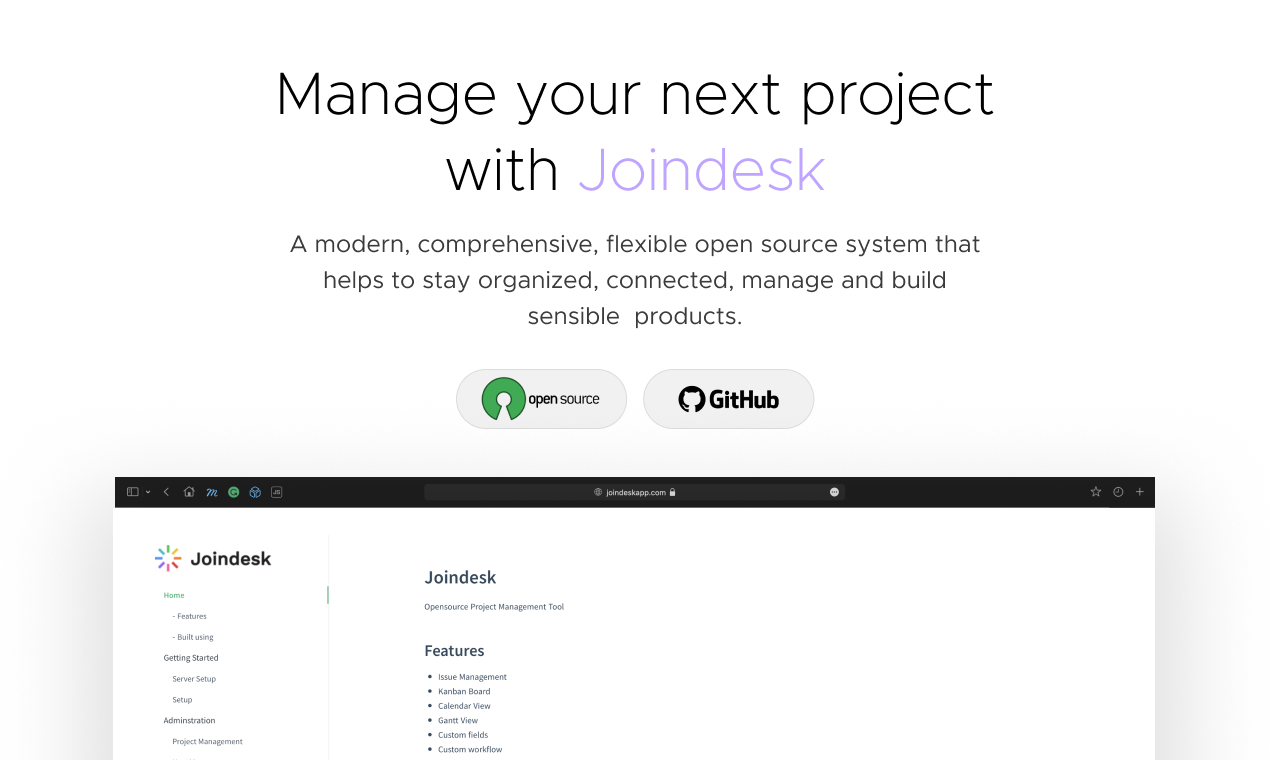 Manage your next project
with Joindesk
A modern, comprehensive, flexible open source system that
helps to stay organized, connected, manage and build
sensible  products.
open source
GitHub
joindeskapp.com
JS
Joindesk
Home
- Features
- Built using
Getting Started
Server Setup
Setup
Adminstration
Project Management
Joindesk
Opensource Project Management Tool
Features
Issue Management
Kanban Board
Calendar View
Gantt View
Custom fields
Custom workflow